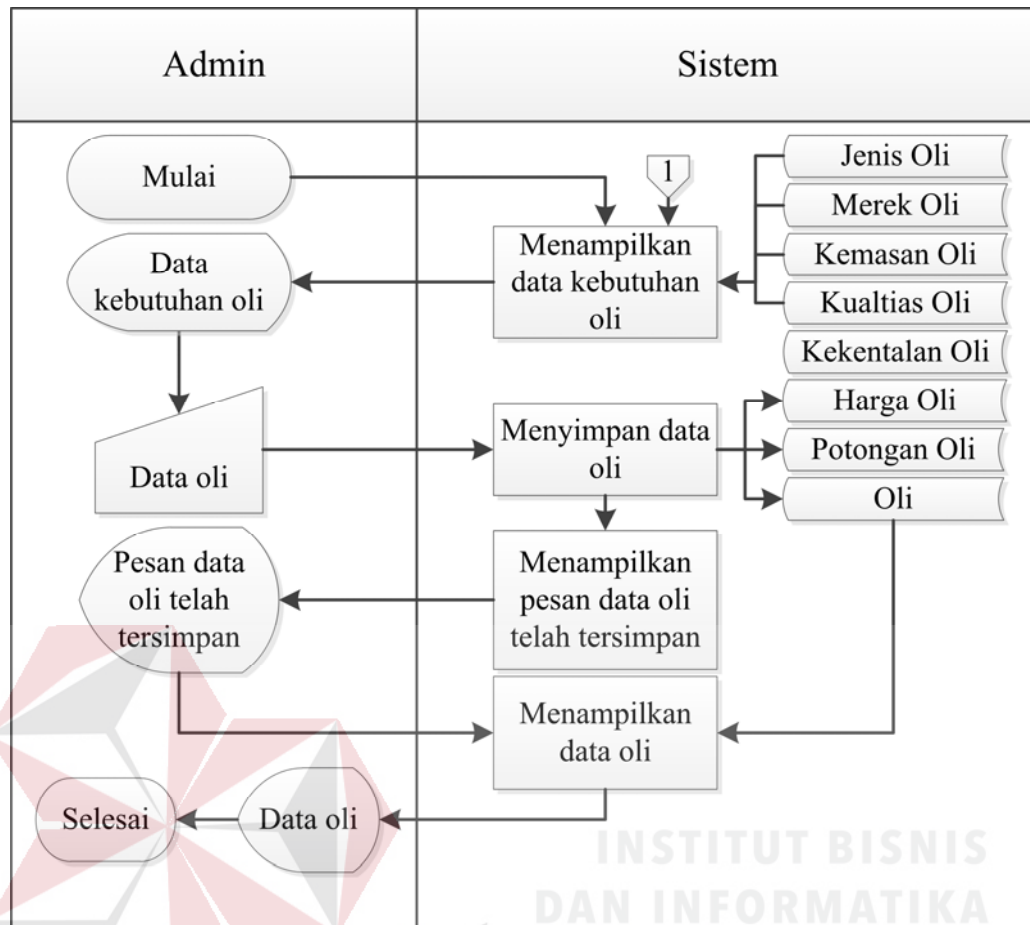 Admin
Sistem
Mulai
1
Jenis Oli
Merek Oli
Kemasan Oli
Kualtias Oli
Kekentalan Oli
Menampilkan
data kebutuhan
oli
Data
kebutuhan oli
Data oli
Menyimpan data
oli
Harga Oli
Potongan Oli
Oli
Menampilkan
pesan data oli
telah tersimpan
Pesan data
oli telah
tersimpan
Menampilkan
data oli
Data oli
Selesai
INSTITUT BISNIS
DAN INFORMATIKA